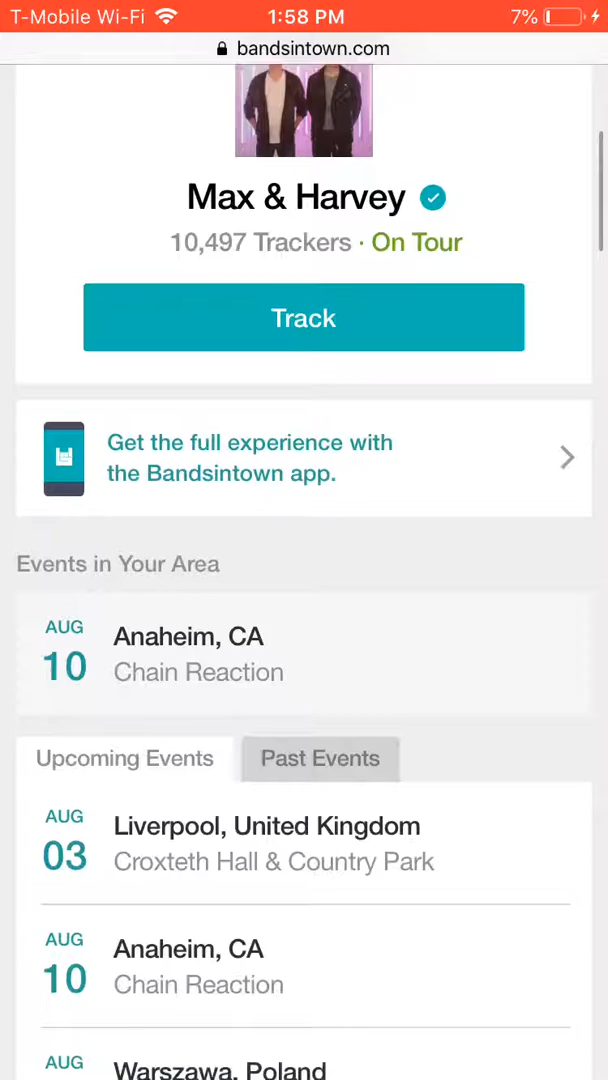 T-Mobile Wi-Fi 1:58 PM 7%
bandsintown.com
Max & Harvey
10,497 Trackers · On Tour
Track
Get the full experience with
the Bandsintown app.
Events in Your Area
AUG
10
Anaheim, CA
Chain Reaction
Upcoming Events Past Events
AUG
03
Liverpool, United Kingdom
Croxteth Hall & Country Park
AUG
10
Anaheim, CA
Chain Reaction
AUG
Warszawa, Poland